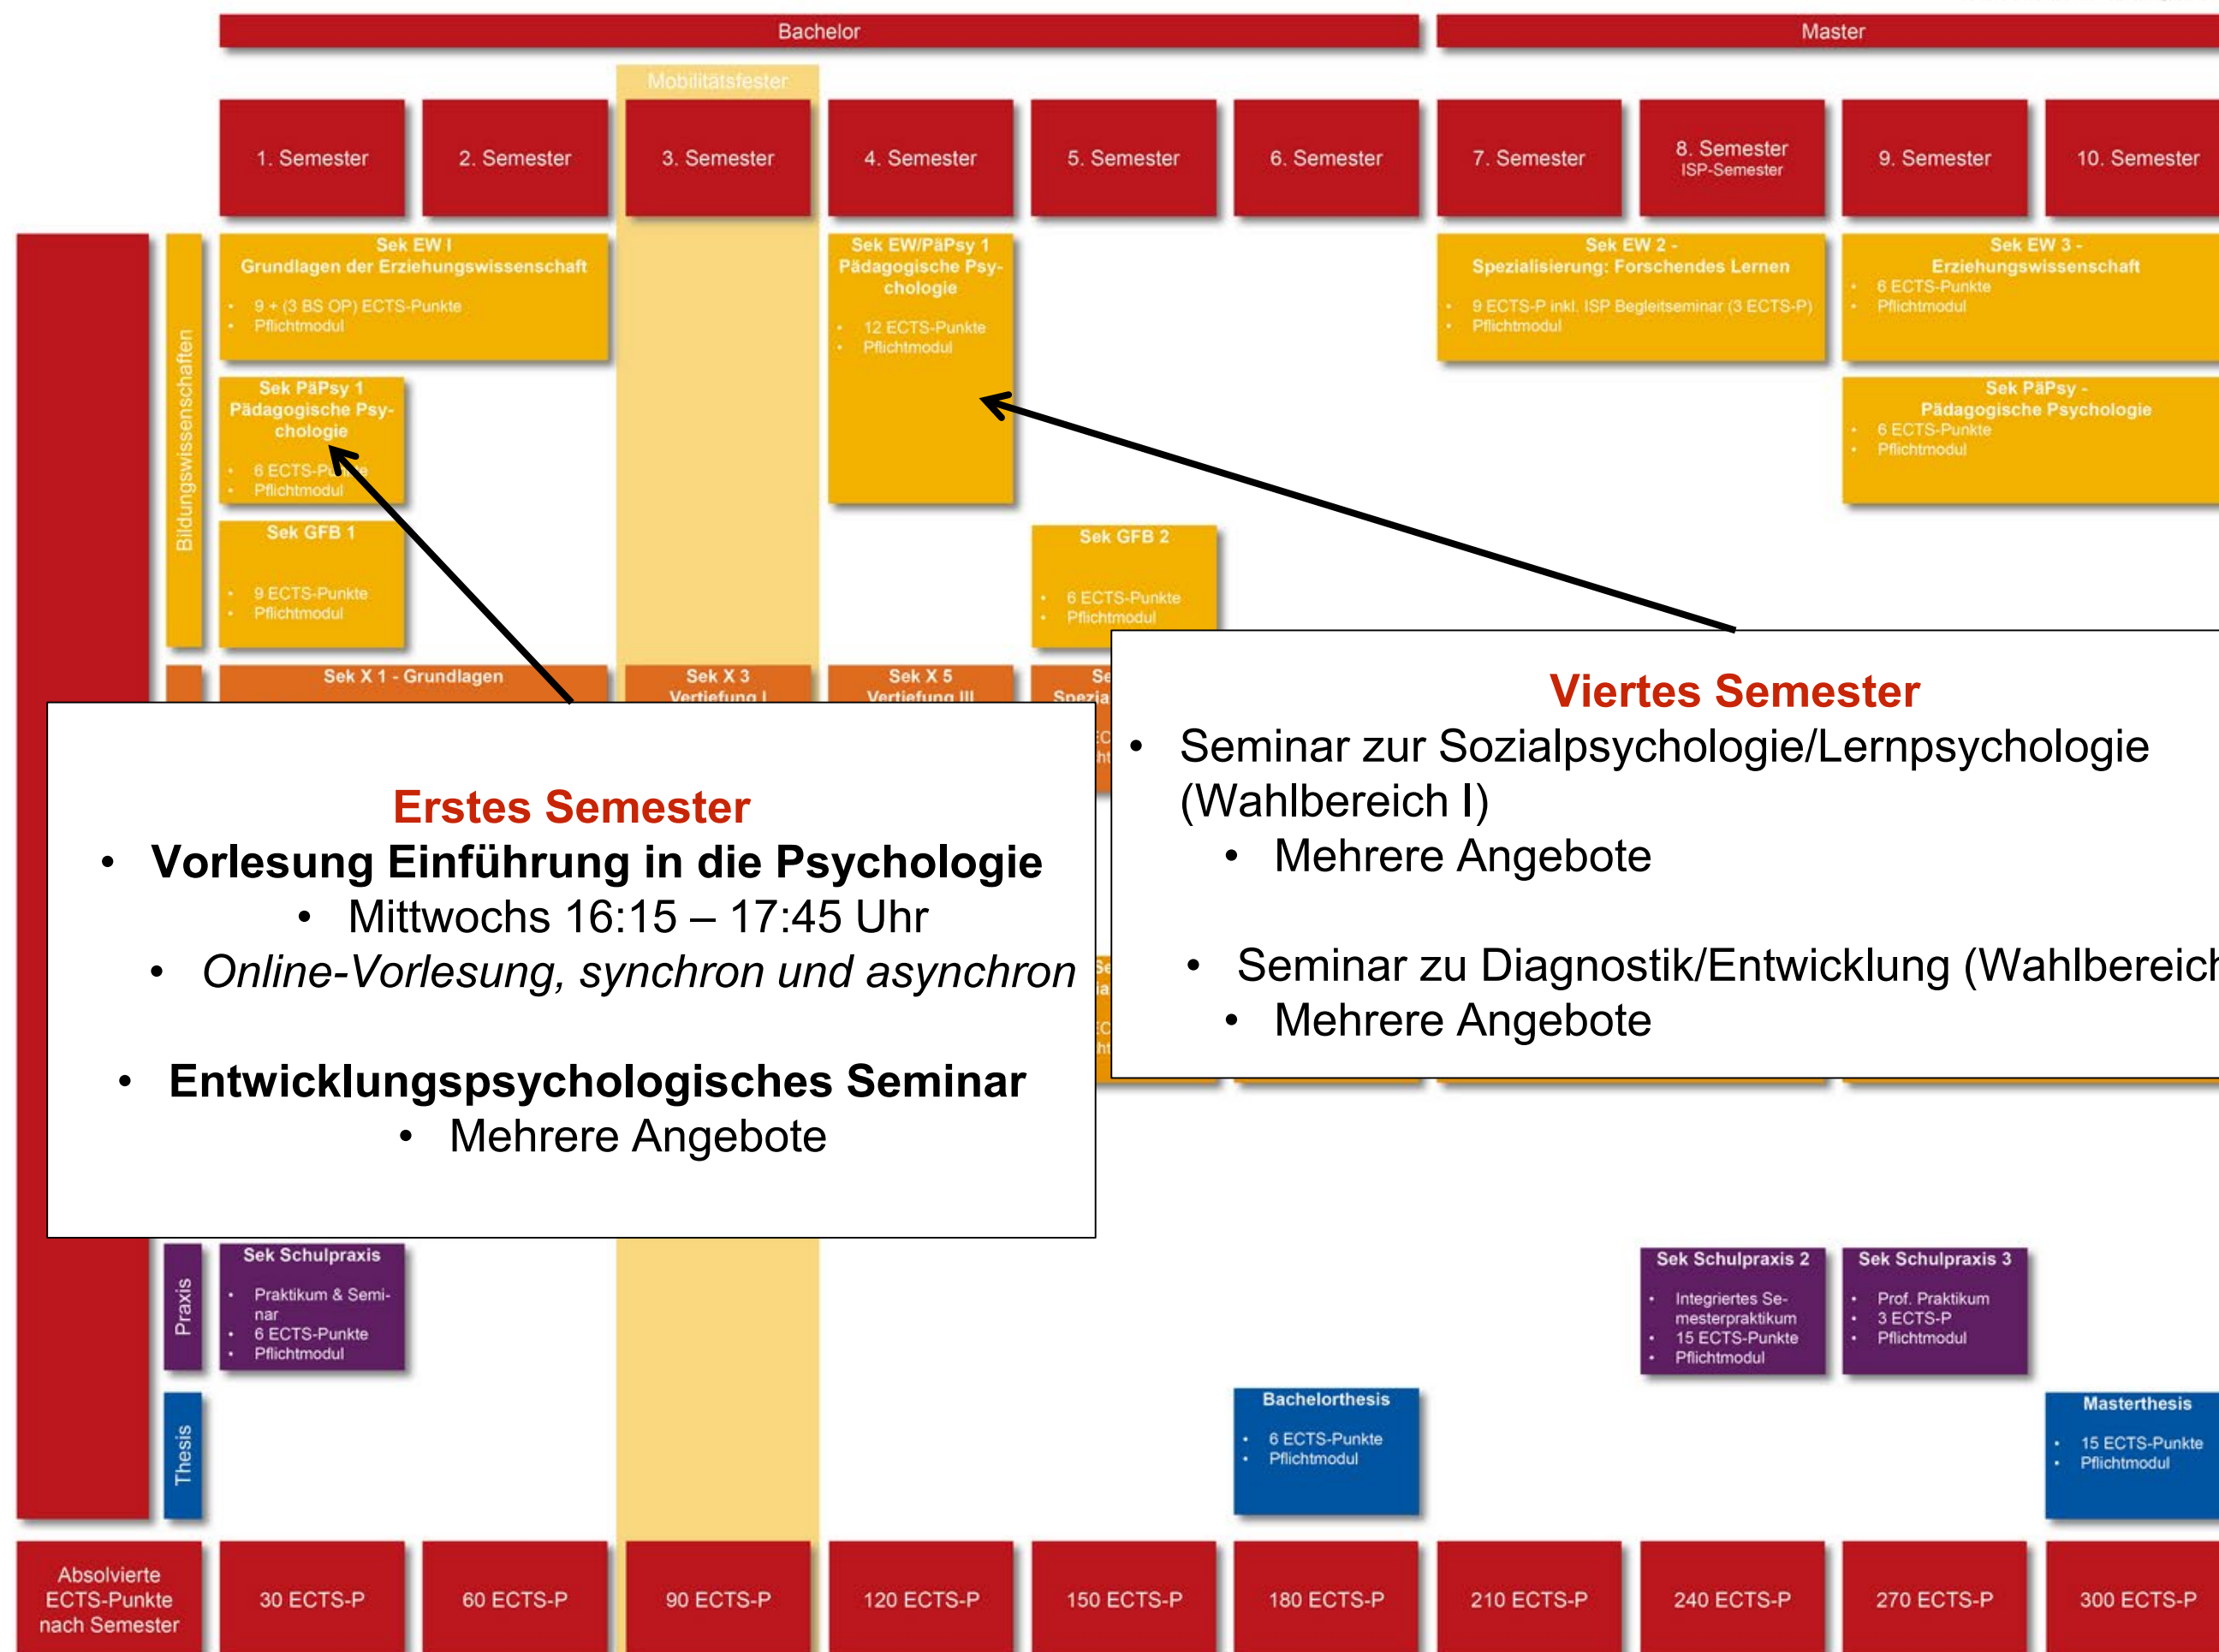 Bachelor
Master
Mobilitätsfester
1. Semester
2. Semester
3. Semester
4. Semester
5. Semester
6. Semester
7. Semester
8. Semester
ISP-Semester
9. Semester
10. Semester
Bildungswissenschaften
Sek EW I
Grundlagen der Erziehungswissenschaft
• 9 + (3 BS OP) ECTS-Punkte
• Pflichtmodul
Sek EW/PäPsy 1
Pädagogische Psy-
chologie
• 12 ECTS-Punkte
• Pflichtmodul
Sek EW 2 -
Spezialisierung: Forschendes Lernen
• 9 ECTS-P inkl. ISP Begleitseminar (3 ECTS-P)
• Pflichtmodul
Sek EW 3 -
Erziehungswissenschaft
• 6 ECTS-Punkte
• Pflichtmodul
Sek PäPsy 1
Pädagogische Psy-
chologie
• 6 ECTS-Punkte
• Pflichtmodul
Sek PäPsy -
Pädagogische Psychologie
• 6 ECTS-Punkte
• Pflichtmodul
Sek GFB 1
• 9 ECTS-Punkte
• Pflichtmodul
Sek GFB 2
• 6 ECTS-Punkte
• Pflichtmodul
Sek X 1 - Grundlagen
Sek X 3
Vertiefung I
Sek X 5
Vertiefung III
Erstes Semester
• Vorlesung Einführung in die Psychologie
• Mittwochs 16:15 – 17:45 Uhr
• Online-Vorlesung, synchron und asynchron
• Entwicklungspsychologisches Seminar
• Mehrere Angebote
Viertes Semester
• Seminar zur Sozialpsychologie/Lernpsychologie
(Wahlbereich I)
• Mehrere Angebote
• Seminar zu Diagnostik/Entwicklung (Wahlbereich
• Mehrere Angebote
Praxis
Sek Schulpraxis
• Praktikum & Semi-
nar
• 6 ECTS-Punkte
• Pflichtmodul
Sek Schulpraxis 2
• Integriertes Se-
mesterpraktikum
• 15 ECTS-Punkte
• Pflichtmodul
Sek Schulpraxis 3
• Prof. Praktikum
• 3 ECTS-P
• Pflichtmodul
Thesis
Bachelorthesis
• 6 ECTS-Punkte
• Pflichtmodul
Masterthesis
• 15 ECTS-Punkte
• Pflichtmodul
Absolvierte
ECTS-Punkte
nach Semester
30 ECTS-P
60 ECTS-P
90 ECTS-P
120 ECTS-P
150 ECTS-P
180 ECTS-P
210 ECTS-P
240 ECTS-P
270 ECTS-P
300 ECTS-P